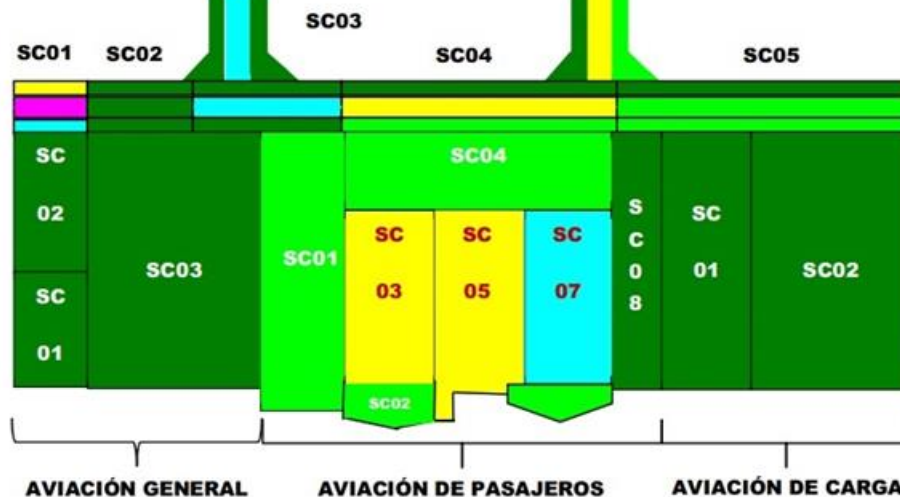 SC03
SC01
SC02
SC04
SC05
SC
02
SC
01
SC03
SC01
SC04
SC
03
SC
05
SC
07
SC02
S
C
0
8
SC
01
SC02
AVIACIÓN GENERAL
AVIACIÓN DE PASAJEROS
AVIACIÓN DE CARGA